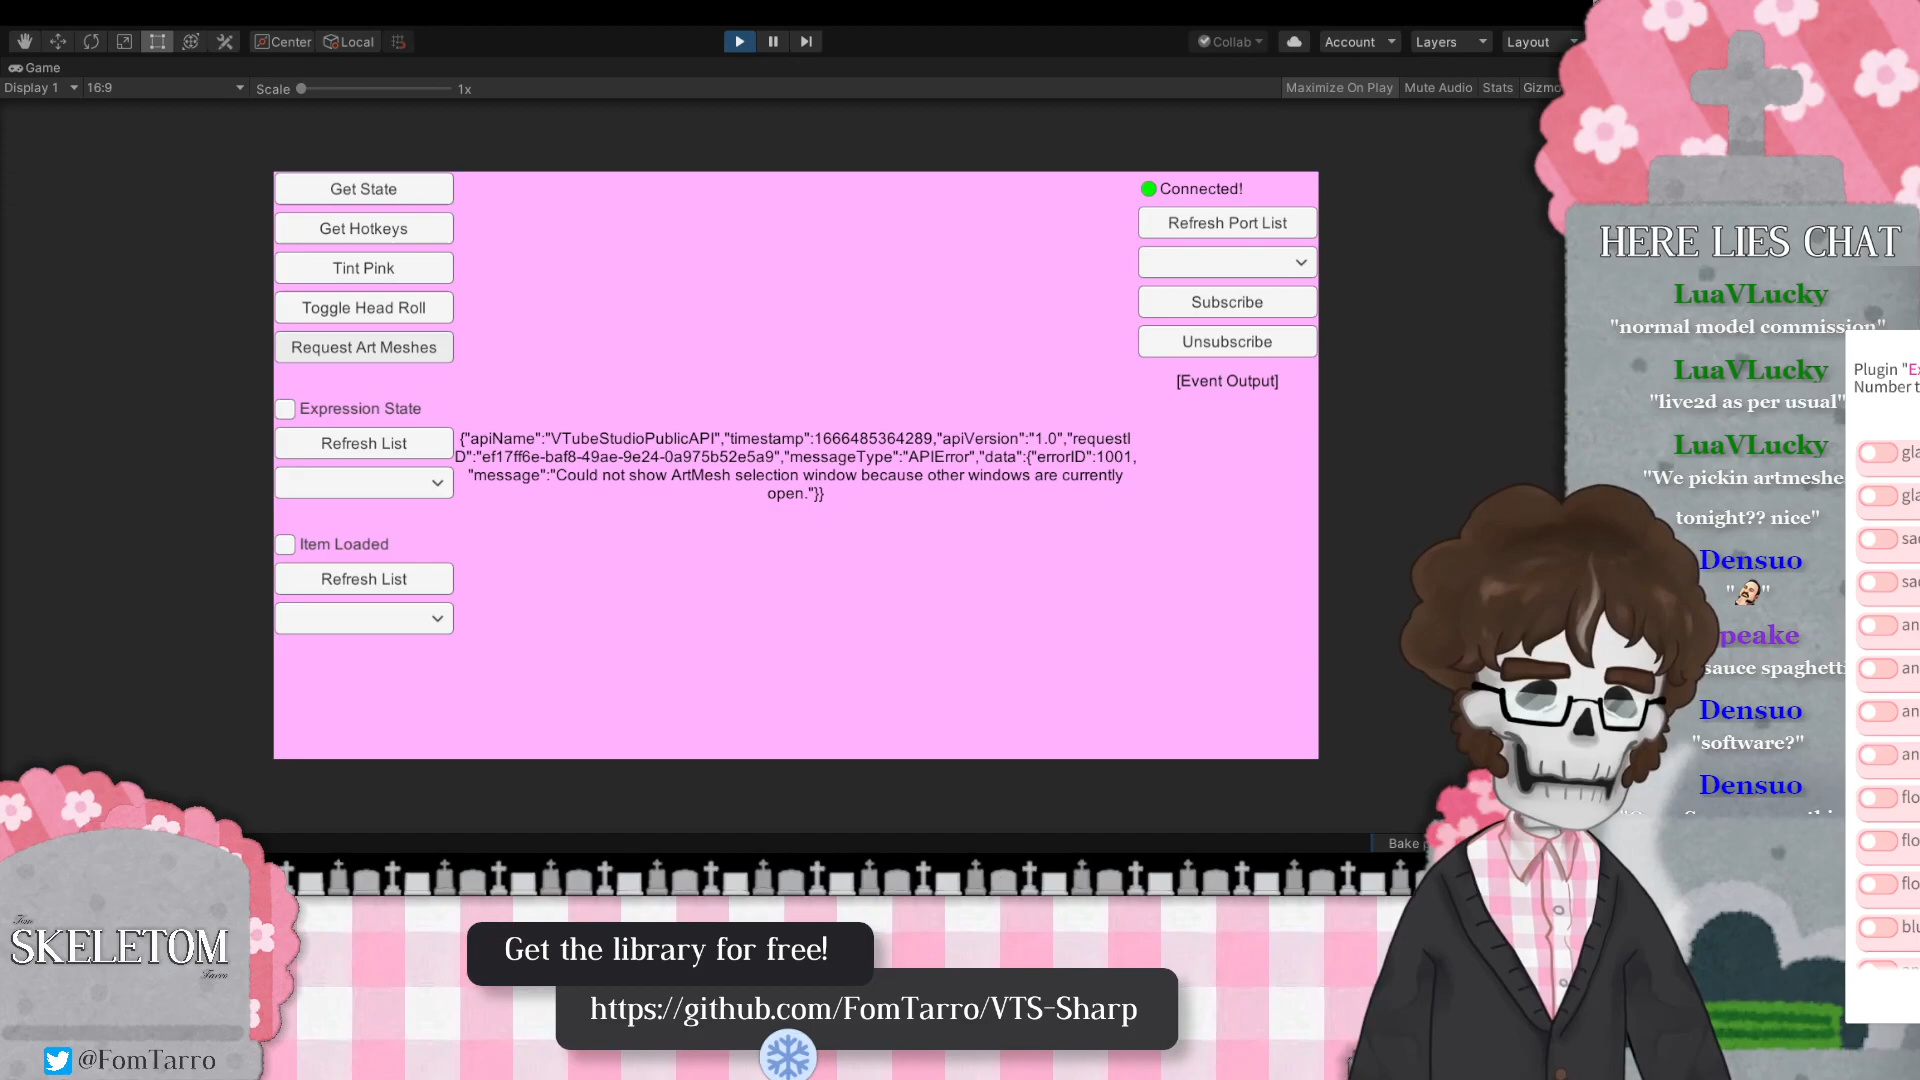 Center
Local
Collab
Account
Layers
Layout
Game
Display 1
16:9
Scale
1x
Maximize On Play
Mute Audio
Stats
Get State
Get Hotkeys
Tint Pink
Toggle Head Roll
Request Art Meshes
Expression State
Refresh List
Item Loaded
Refresh List
{"apiName":"VTubeStudioPublicAPI","timestamp":1666485364289,"apiVersion":"1.0","requestI
D":"ef17ff6e-baf8-49ae-9e24-0a975b52e5a9","messageType":"APIError","data":{"errorID":1001,
"message":"Could not show ArtMesh selection window because other windows are currently
open."}}
Connected!
Refresh Port List
Subscribe
Unsubscribe
[Event Output]
Bake
HERE LIES CHAT
LuaVLucky
"normal model commission"
LuaVLucky
"live2d as per usual"
LuaVLucky
"We pickin artmeshe
tonight?? nice"
Densuo
peake
sauce spaghetti
Densuo
"software?"
Densuo
Plugin
Number
Tom
SKELETOM
Tarro
@FomTarro
Get the library for free!
https://github.com/FomTarro/VTS-Sharp